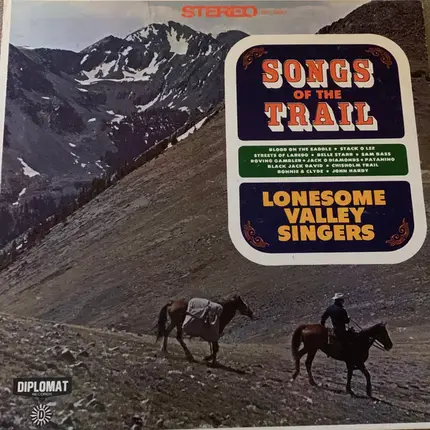 STEREO
SONGS
OF THE
TRAIL
BLOOD ON THE SADDLE • STACK O LEE
STREETS OF LAREDO • BELLE STARR • SAM BASS
ROVING GAMBLER • JACK O DIAMONDS • PATANINO
BLACK JACK DAVID • CHISHOLM TRAIL
BONNIE & CLYDE • JOHN HARDY
LONESOME
VALLEY
SINGERS
DIPLOMAT
RECORDS
D